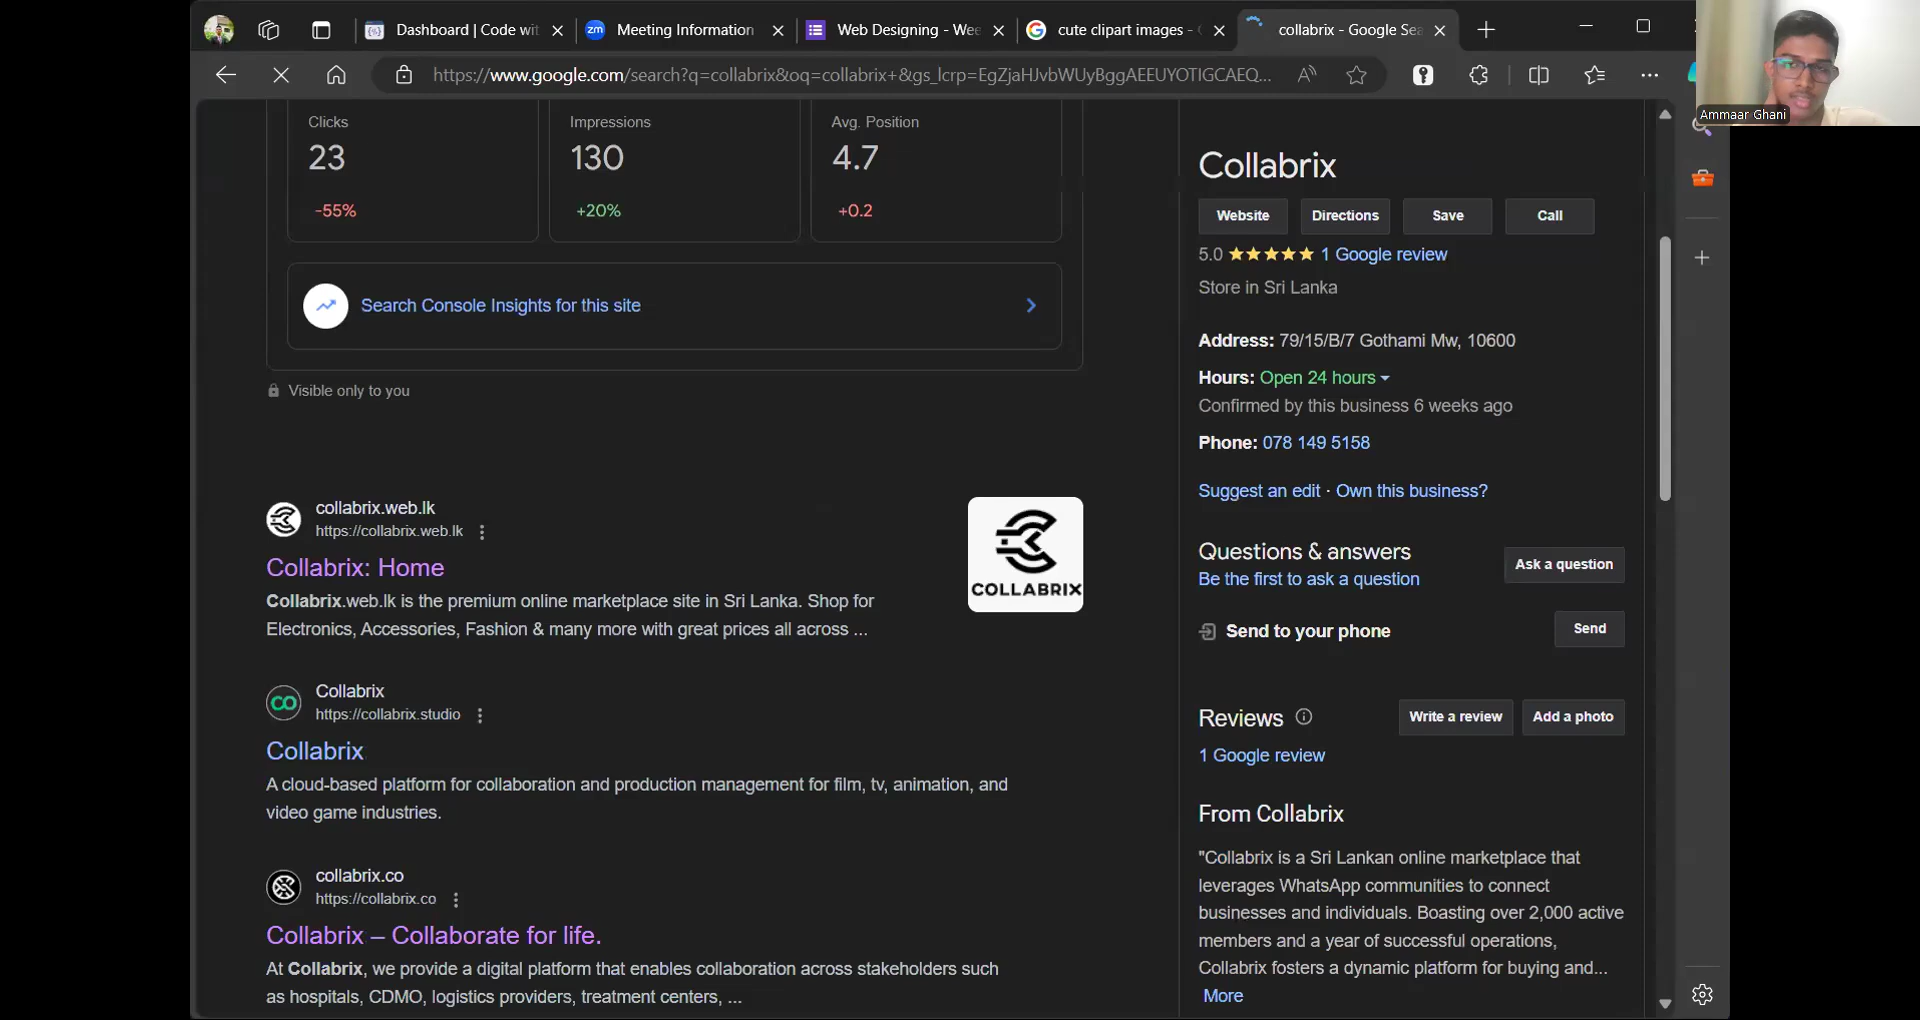 Dashboard | Code wit
Meeting Information
Web Designing - Wee
cute clipart images -
collabrix - Google Sea
https://www.google.com/search?q=collabrix&oq=collabrix+&gs_lcrp=EgZjaHJvbWUyBggAEEUYOTIGCAEQ...
Ammaar Ghani
Clicks
23
-55%
Impressions
130
+20%
Avg. Position
4.7
+0.2
Search Console Insights for this site
Visible only to you
collabrix.web.lk
https://collabrix.web.lk
Collabrix: Home
Collabrix.web.lk is the premium online marketplace site in Sri Lanka. Shop for
Electronics, Accessories, Fashion & many more with great prices all across ...
COLLABRIX
Collabrix
https://collabrix.studio
Collabrix
A cloud-based platform for collaboration and production management for film, tv, animation, and
video game industries.
collabrix.co
https://collabrix.co
Collabrix – Collaborate for life.
At Collabrix, we provide a digital platform that enables collaboration across stakeholders such
as hospitals, CDMO, logistics providers, treatment centers, ...
Collabrix
Website
Directions
Save
Call
5.0 1 Google review
Store in Sri Lanka
Address: 79/15/B/7 Gothami Mw, 10600
Hours: Open 24 hours
Confirmed by this business 6 weeks ago
Phone: 078 149 5158
Suggest an edit · Own this business?
Questions & answers
Be the first to ask a question
Ask a question
Send to your phone
Send
Reviews
Write a review
Add a photo
1 Google review
From Collabrix
"Collabrix is a Sri Lankan online marketplace that
leverages WhatsApp communities to connect
businesses and individuals. Boasting over 2,000 active
members and a year of successful operations,
Collabrix fosters a dynamic platform for buying and...
More